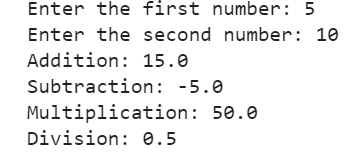 Enter the first number: 5
Enter the second number: 10
Addition: 15.0
Subtraction: -5.0
Multiplication: 50.0
Division: 0.5